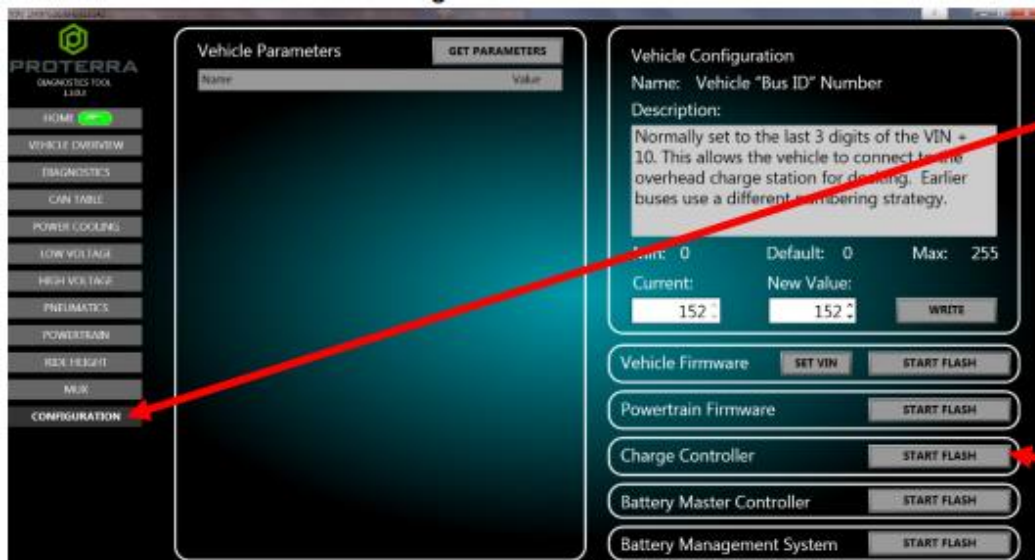 PROTERRA
DIAGNOSTICS TOOL
HOME
VEHICLE OVERVIEW
DIAGNOSTICS
CAN TABLE
POWER COOLING
LOW VOLTAGE
HIGH VOLTAGE
PNEUMATICS
POWERTRAIN
RIDE HEIGHT
MUX
CONFIGURATION
Vehicle Parameters
GET PARAMETERS
Name Value
Vehicle Configuration
Name: Vehicle "Bus ID" Number
Description:
Normally set to the last 3 digits of the VIN +
10. This allows the vehicle to connect to the
overhead charge station for docking. Earlier
buses use a different numbering strategy.
Min: 0 Default: 0 Max: 255
Current: New Value:
152 152 WRITE
Vehicle Firmware SET VIN START FLASH
Powertrain Firmware START FLASH
Charge Controller START FLASH
Battery Master Controller START FLASH
Battery Management System START FLASH